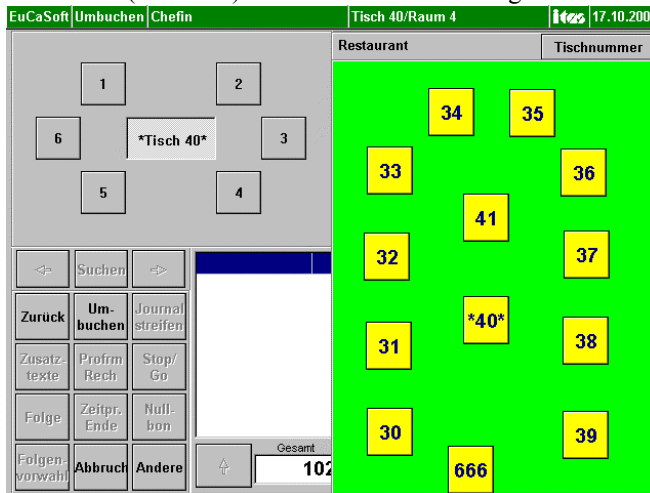 EuCaSoft Umbuchen Chefin Tisch 40/Raum 4 itos 17.10.200
Restaurant Tischnummer
1 2
6 *Tisch 40* 3
5 4
34 35
33 36
41
32 37
*40*
31 38
30 39
666
Suchen
Zurück Um-
buchen Journal
streifen
Zusatz-
texte Profrm
Rech Stop/
Go
Folge Zeitpr.
Ende Null-
bon
Folgen-
vorwahl Abbruch Andere
Gesamt
102